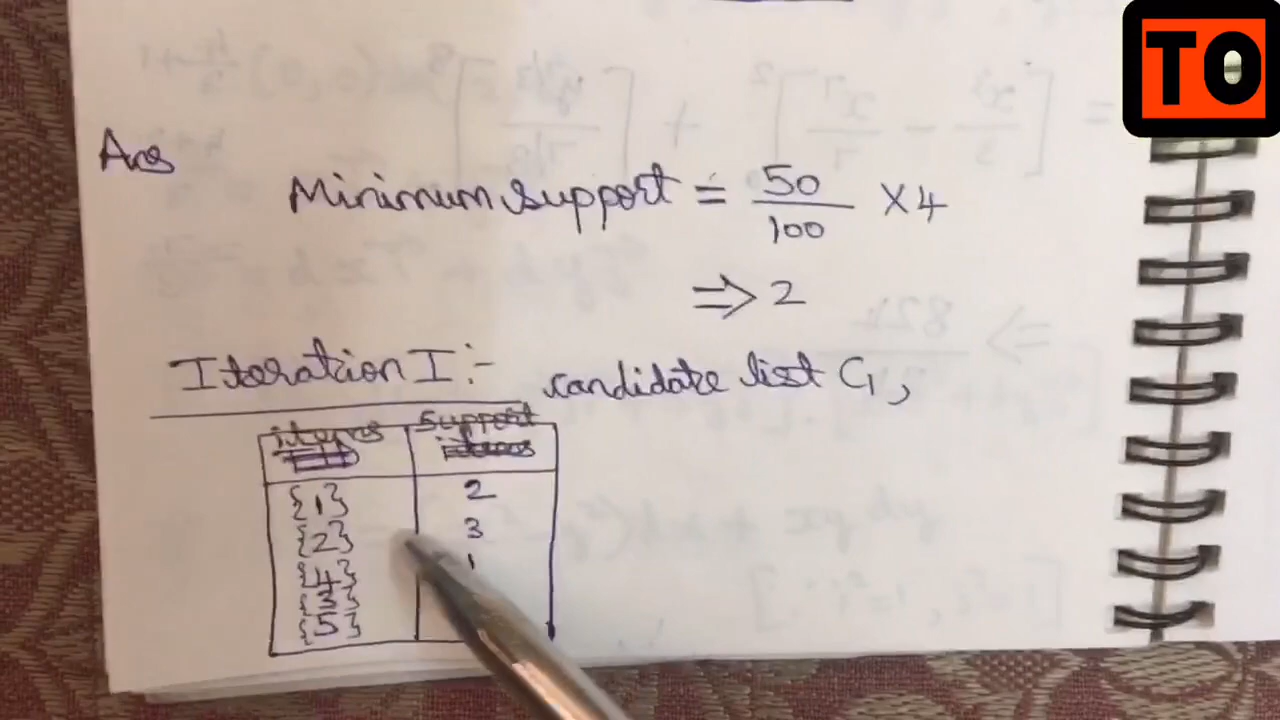 TO
Ans
Minimum support = 50/100 × 4
⇒ 2
Iteration I :- candidate list C1,
items support
{1} 2
{2} 3
{4} 1
{3}
{5}